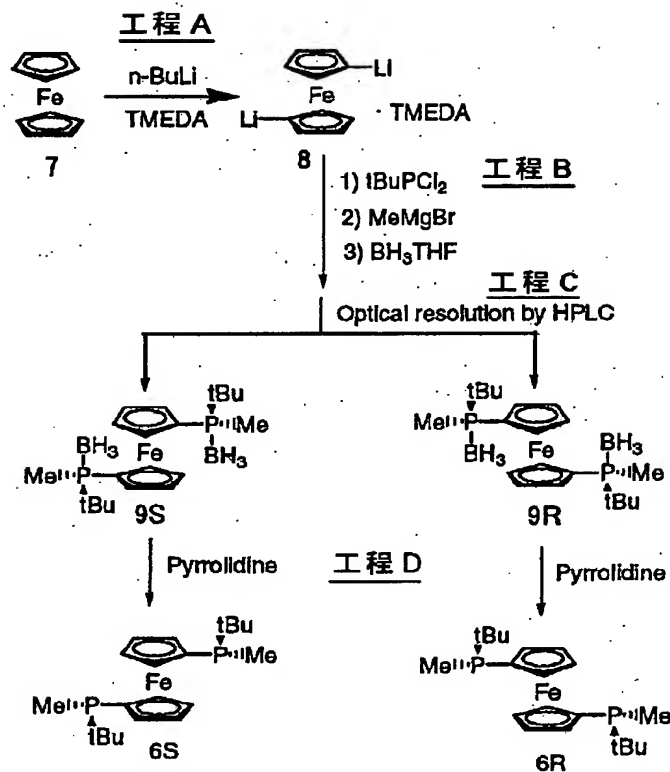 工程 A
n-BuLi
TMEDA
Fe
7
Li
Fe
Li
· TMEDA
8
工程 B
1) tBuPCl₂
2) MeMgBr
3) BH₃THF
工程 C
Optical resolution by HPLC
tBu
P
Me
BH₃
Fe
BH₃
Me
P
tBu
9S
tBu
Me
P
BH₃
Fe
BH₃
P
Me
tBu
9R
Pyrrolidine
工程 D
Pyrrolidine
tBu
P
Me
Fe
Me
P
tBu
6S
tBu
Me
P
Fe
P
Me
tBu
6R